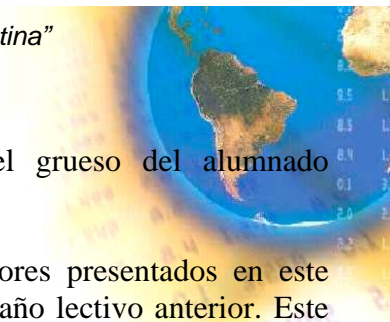 tina”
el grueso del alumnado
ores presentados en este
año lectivo anterior. Este